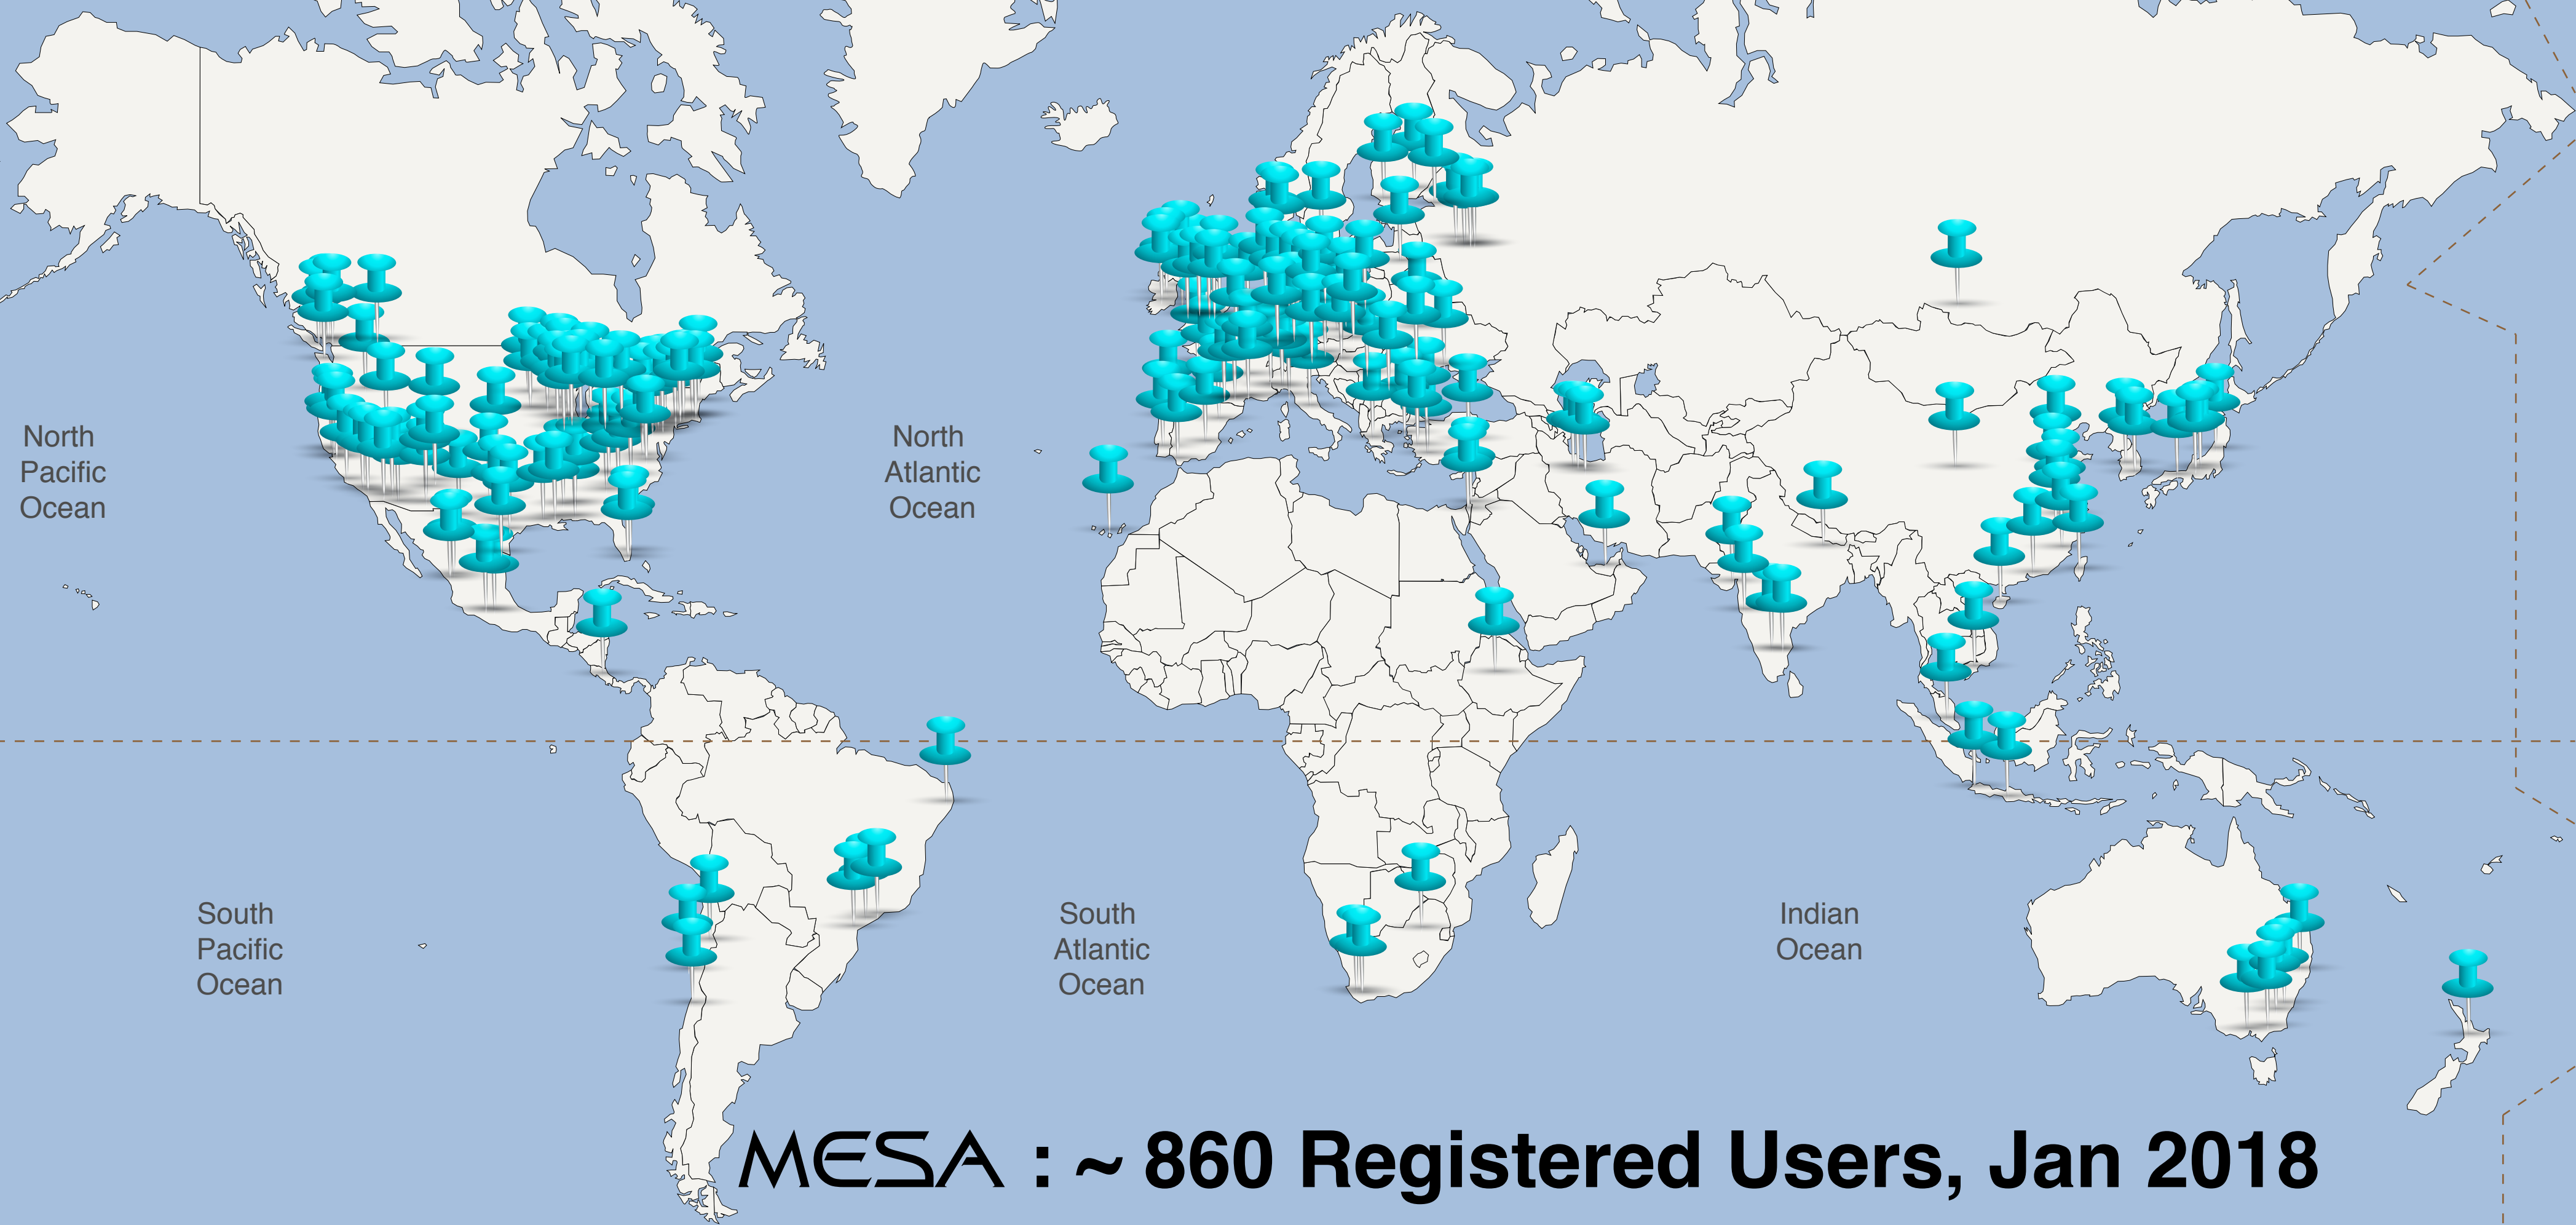 North
Pacific
Ocean
North
Atlantic
Ocean
South
Pacific
Ocean
South
Atlantic
Ocean
Indian
Ocean
MESA : ~ 860 Registered Users, Jan 2018